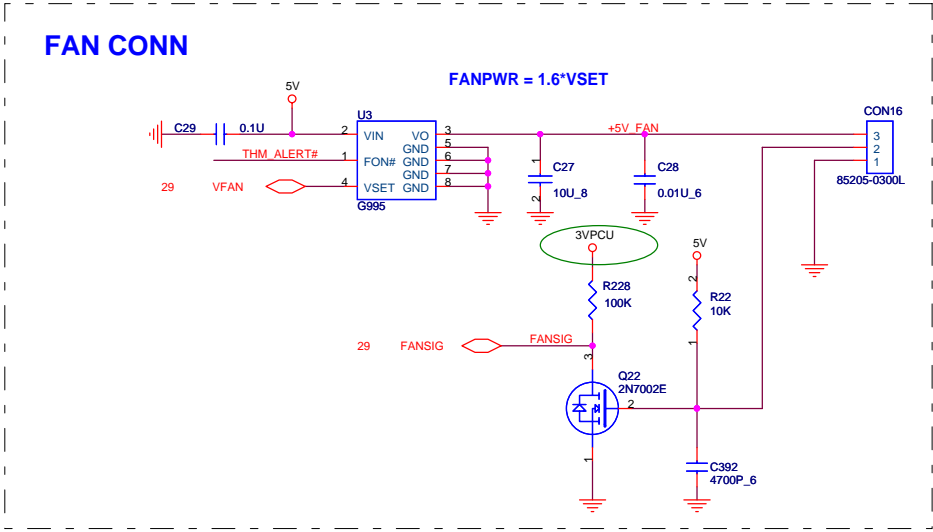 FAN CONN
FANPWR = 1.6*VSET
5V
U3
CON16
C29
0.1U
2
VIN
VO
3
+5V_FAN
3
GND
5
2
THM_ALERT#
1
FON#
GND
6
1
GND
7
29
VFAN
4
VSET
GND
8
G995
1
C27
10U_8
2
C28
0.01U_6
85205-0300L
3VPCU
5V
R228
100K
2
R22
10K
1
29
FANSIG
FANSIG
3
Q22
2N7002E
2
1
C392
4700P_6